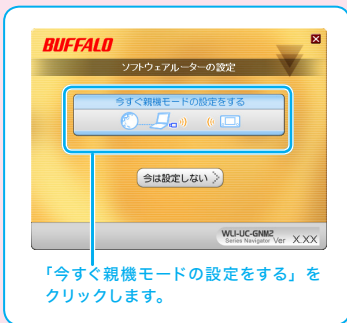 BUFFALO
ソフトウェアルーターの設定
今すぐ親機モードの設定をする
今は設定しない
WLI-UC-GNM2
Series Navigator Ver X.XX
「今すぐ親機モードの設定をする」を
クリックします。